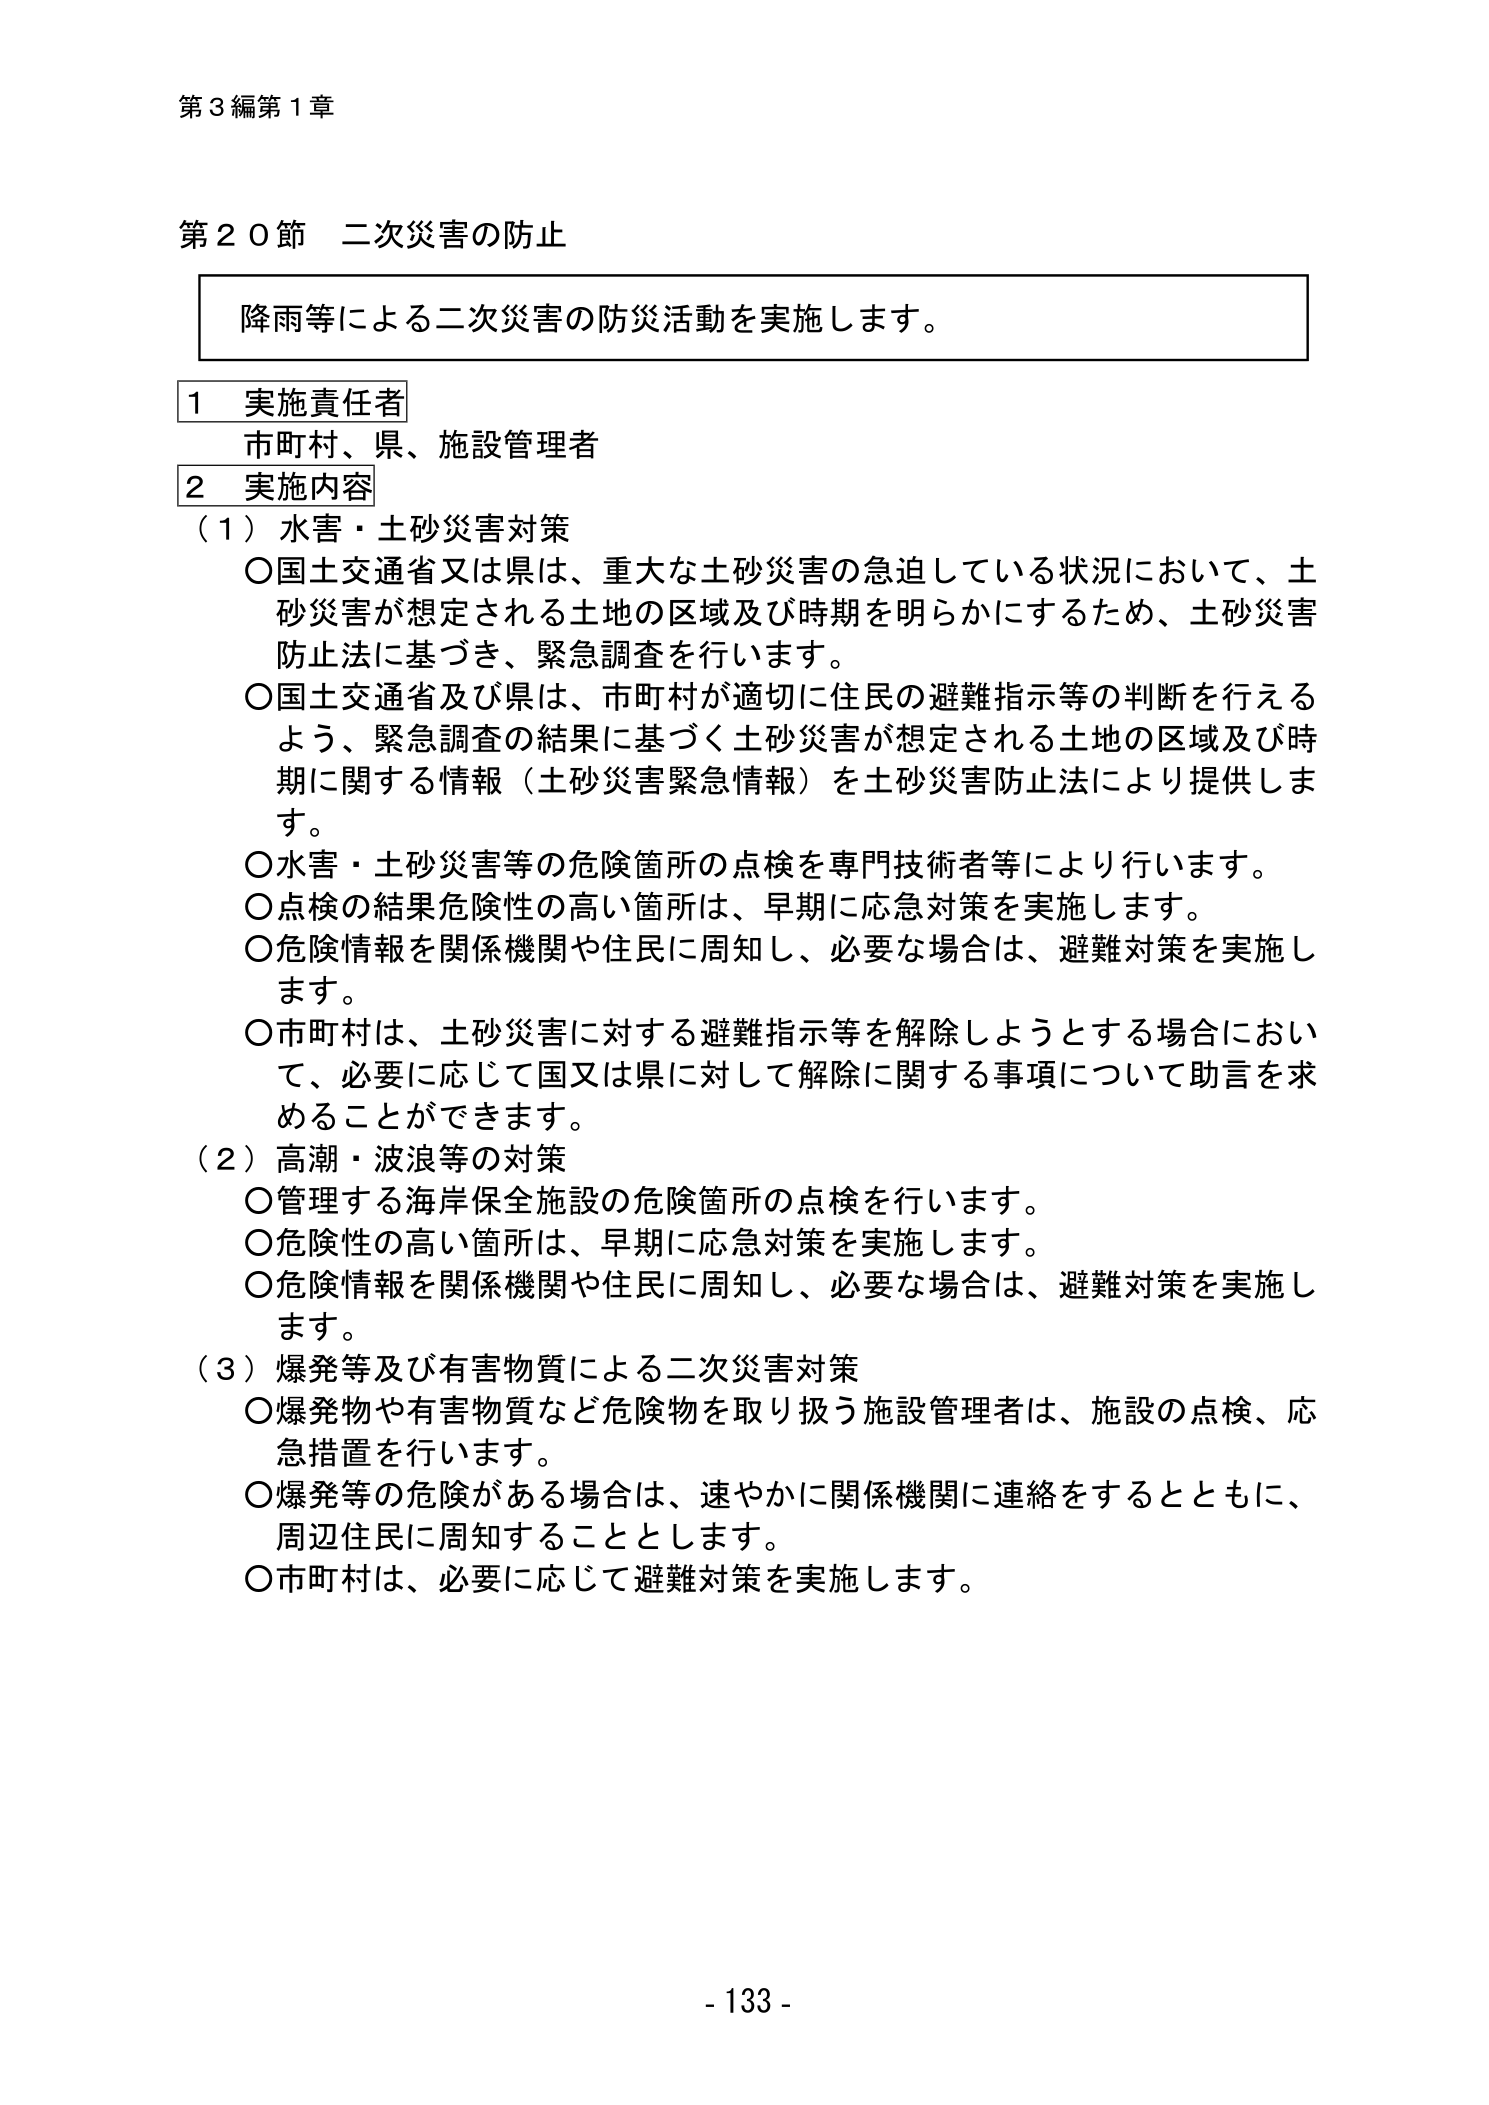 第３編第１章
第２０節　二次災害の防止
降雨等による二次災害の防災活動を実施します。
１　実施責任者
市町村、県、施設管理者
２　実施内容
（１）水害・土砂災害対策
○国土交通省又は県は、重大な土砂災害の急迫している状況において、土
砂災害が想定される土地の区域及び時期を明らかにするため、土砂災害
防止法に基づき、緊急調査を行います。
○国土交通省及び県は、市町村が適切に住民の避難指示等の判断を行える
よう、緊急調査の結果に基づく土砂災害が想定される土地の区域及び時
期に関する情報（土砂災害緊急情報）を土砂災害防止法により提供しま
す。
○水害・土砂災害等の危険箇所の点検を専門技術者等により行います。
○点検の結果危険性の高い箇所は、早期に応急対策を実施します。
○危険情報を関係機関や住民に周知し、必要な場合は、避難対策を実施し
ます。
○市町村は、土砂災害に対する避難指示等を解除しようとする場合におい
て、必要に応じて国又は県に対して解除に関する事項について助言を求
めることができます。
（２）高潮・波浪等の対策
○管理する海岸保全施設の危険箇所の点検を行います。
○危険性の高い箇所は、早期に応急対策を実施します。
○危険情報を関係機関や住民に周知し、必要な場合は、避難対策を実施し
ます。
（３）爆発等及び有害物質による二次災害対策
○爆発物や有害物質など危険物を取り扱う施設管理者は、施設の点検、応
急措置を行います。
○爆発等の危険がある場合は、速やかに関係機関に連絡をするとともに、
周辺住民に周知することとします。
○市町村は、必要に応じて避難対策を実施します。
- 133 -